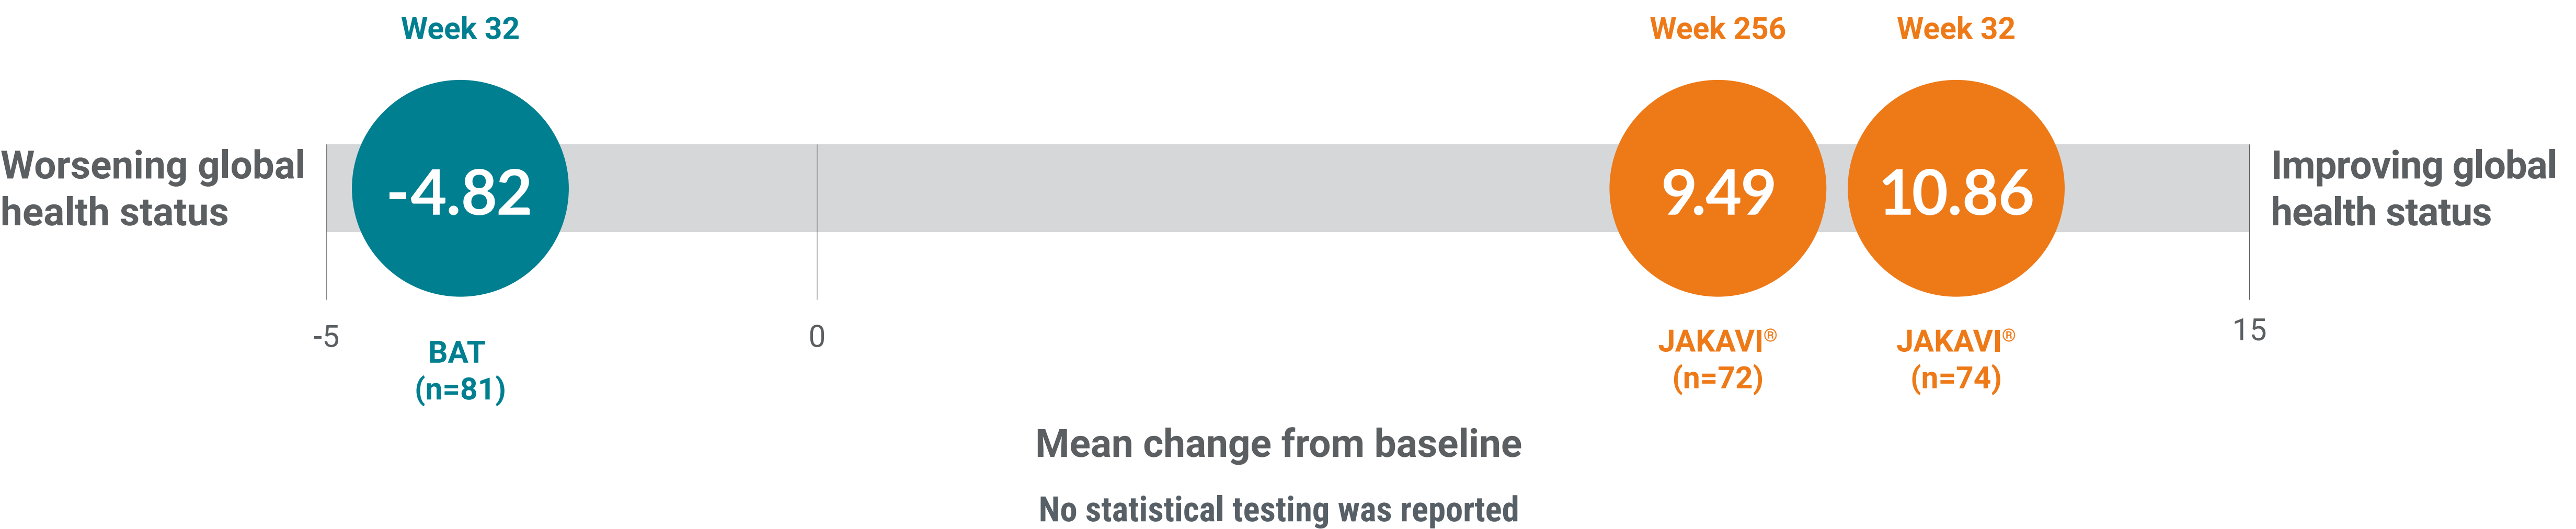 Week 32
Week 256
Week 32
Worsening global
health status
-4.82
9.49
10.86
Improving global
health status
-5
0
15
BAT
(n=81)
JAKAVI®
(n=72)
JAKAVI®
(n=74)
Mean change from baseline
No statistical testing was reported